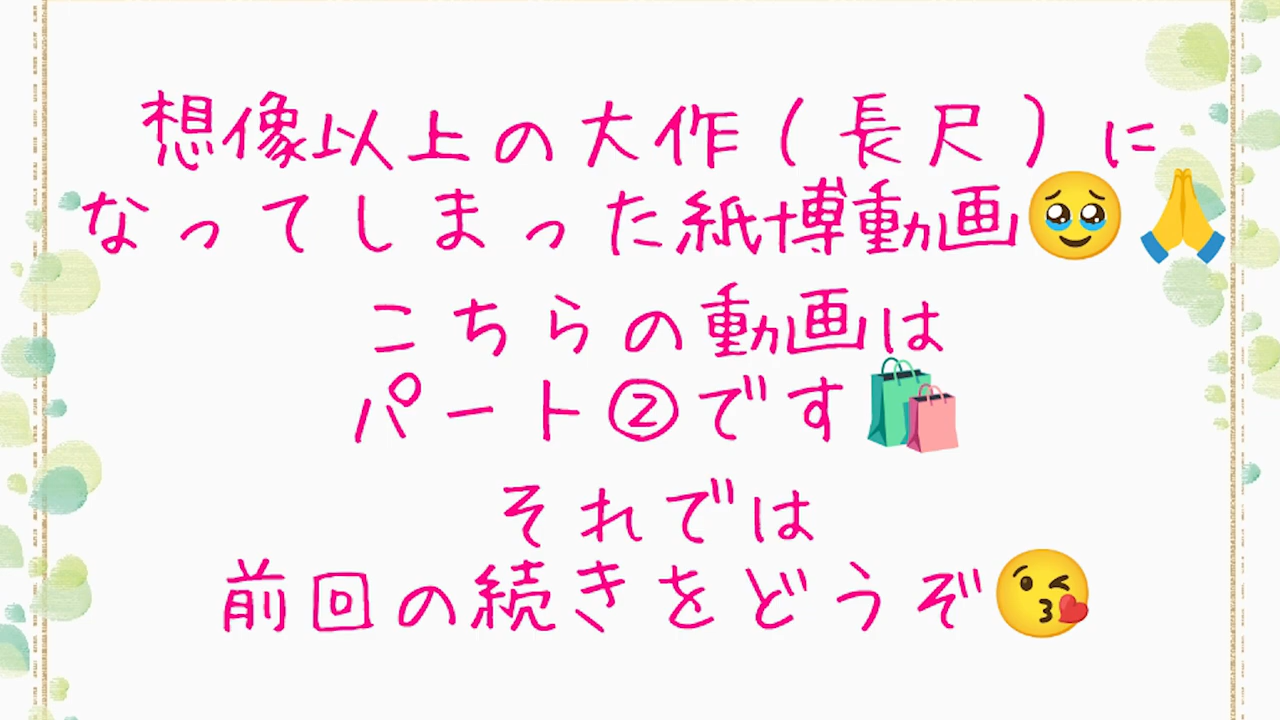 想像以上の大作(長尺)に
なってしまった紙博動画🥹🙏
こちらの動画は
パート②です🛍️
それでは
前回の続きをどうぞ😘